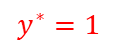 y* = 1